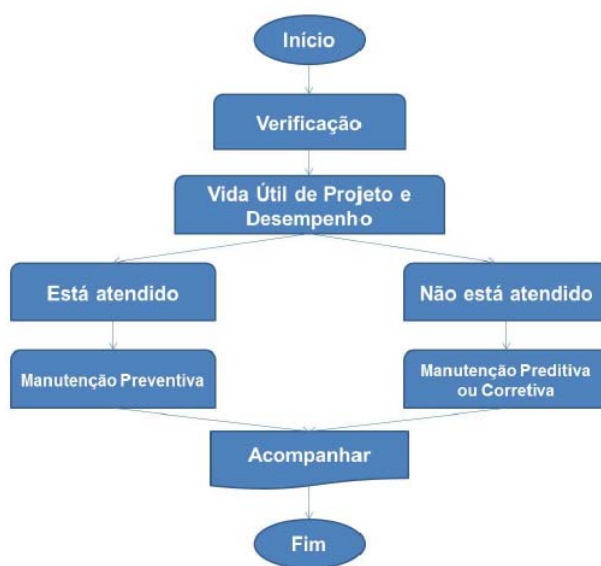 Início
Verificação
Vida Útil de Projeto e
Desempenho
Está atendido
Não está atendido
Manutenção Preventiva
Manutenção Preditiva
ou Corretiva
Acompanhar
Fim